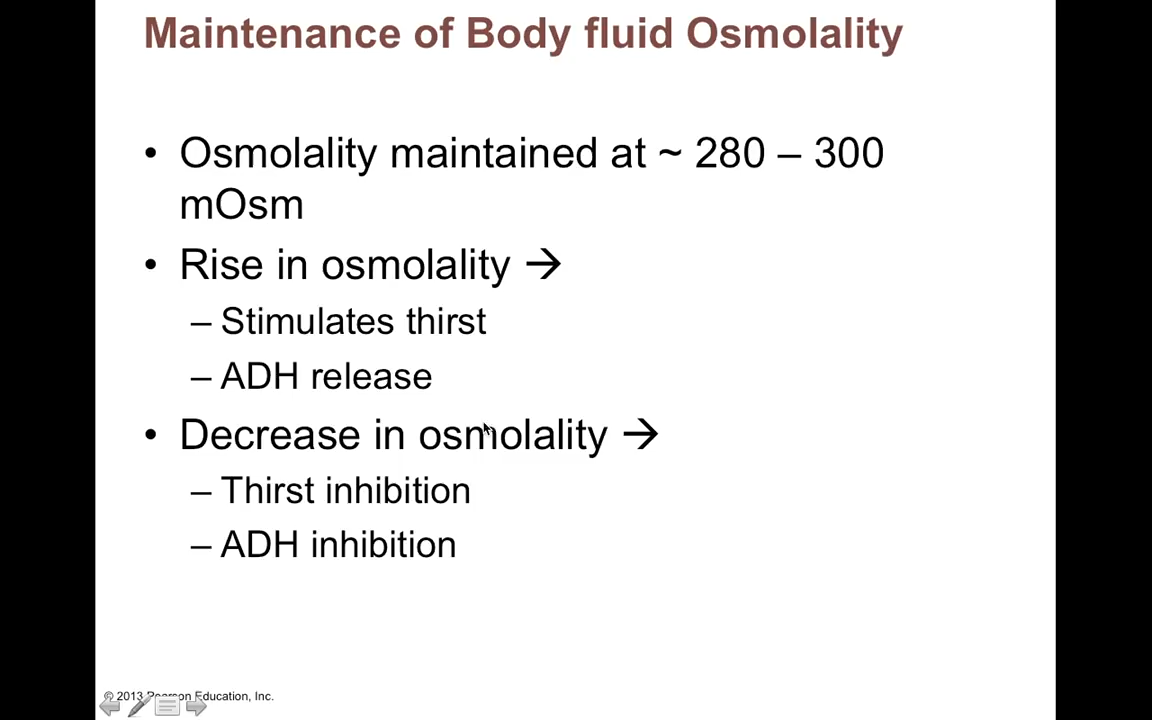 Maintenance of Body fluid Osmolality
• Osmolality maintained at ~ 280 – 300
mOsm
• Rise in osmolality →
– Stimulates thirst
– ADH release
• Decrease in osmolality →
– Thirst inhibition
– ADH inhibition
© 2013 Pearson Education, Inc.